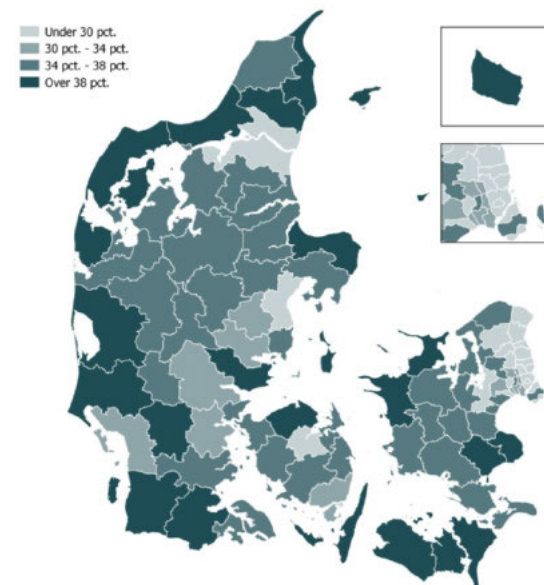 Under 30 pct.
30 pct. - 34 pct.
34 pct. - 38 pct.
Over 38 pct.